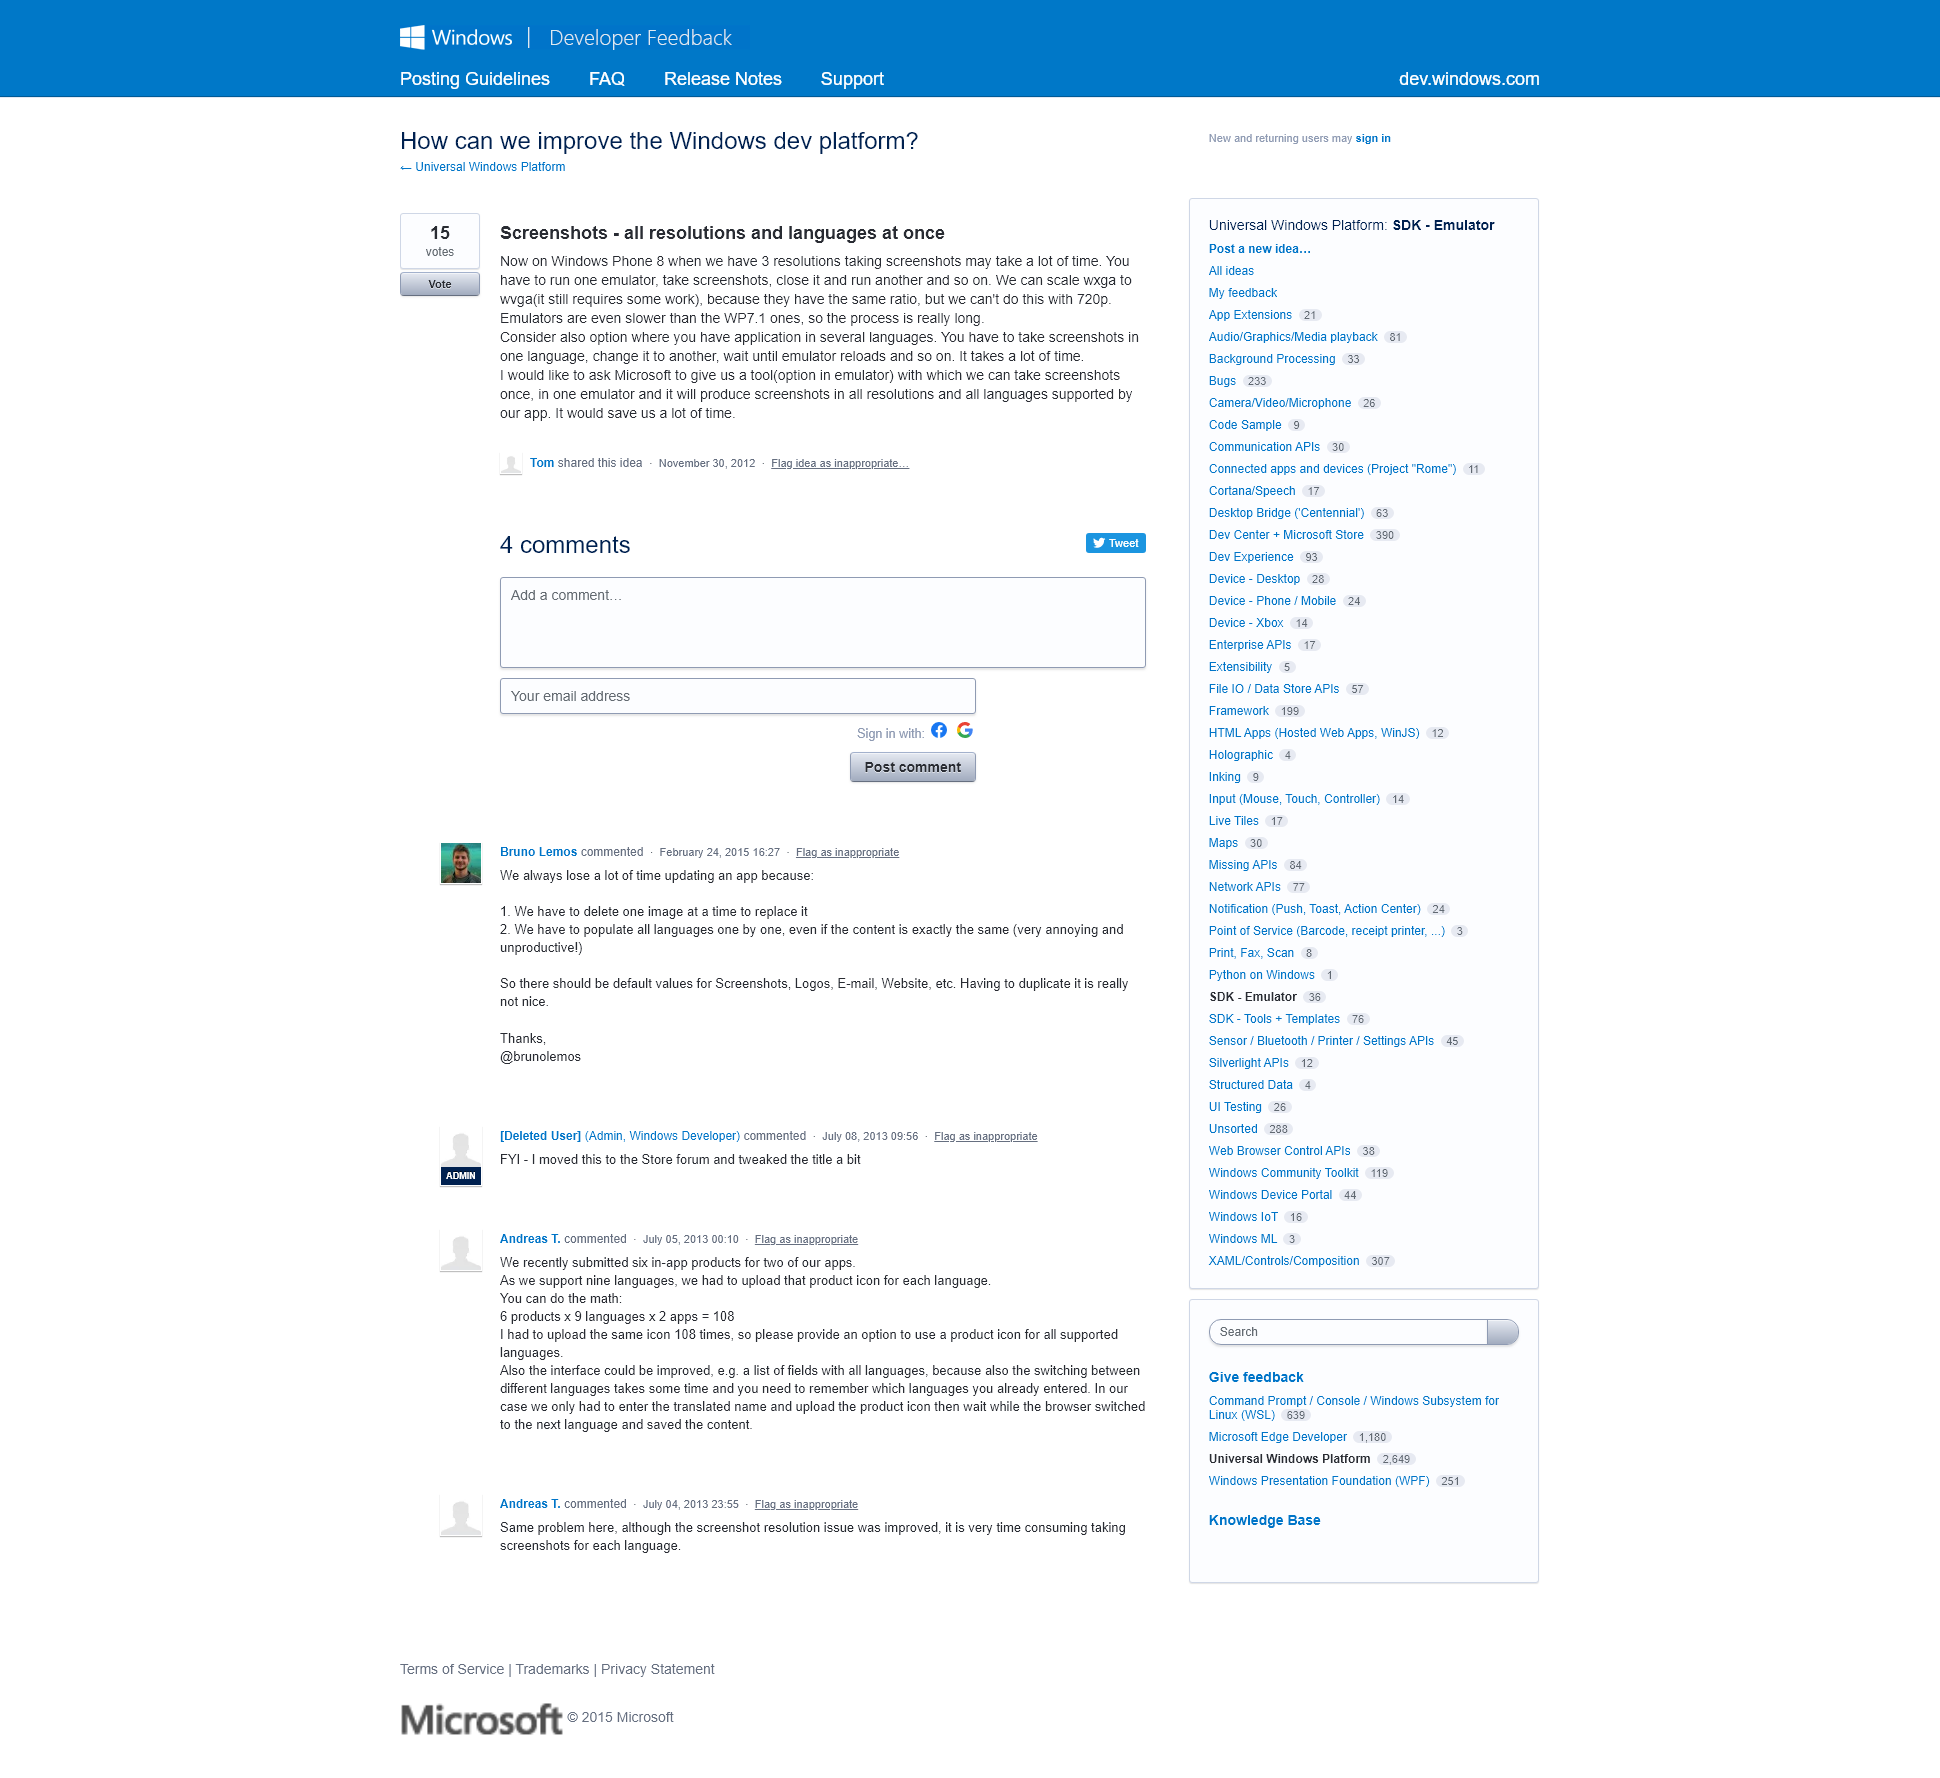 Windows | Developer Feedback
Posting Guidelines FAQ Release Notes Support dev.windows.com
How can we improve the Windows dev platform?
← Universal Windows Platform
New and returning users may sign in
15
votes
Vote
Screenshots - all resolutions and languages at once
Now on Windows Phone 8 when we have 3 resolutions taking screenshots may take a lot of time. You
have to run one emulator, take screenshots, close it and run another and so on. We can scale wxga to
wvga(it still requires some work), because they have the same ratio, but we can't do this with 720p.
Emulators are even slower than the WP7.1 ones, so the process is really long.
Consider also option where you have application in several languages. You have to take screenshots in
one language, change it to another, wait until emulator reloads and so on. It takes a lot of time.
I would like to ask Microsoft to give us a tool(option in emulator) with which we can take screenshots
once, in one emulator and it will produce screenshots in all resolutions and all languages supported by
our app. It would save us a lot of time.
Tom shared this idea · November 30, 2012 · Flag idea as inappropriate…
4 comments
Tweet
Add a comment…
Your email address
Sign in with:
Post comment
Bruno Lemos commented · February 24, 2015 16:27 · Flag as inappropriate
We always lose a lot of time updating an app because:
1. We have to delete one image at a time to replace it
2. We have to populate all languages one by one, even if the content is exactly the same (very annoying and
unproductive!)
So there should be default values for Screenshots, Logos, E-mail, Website, etc. Having to duplicate it is really
not nice.
Thanks,
@brunolemos
[Deleted User] (Admin, Windows Developer) commented · July 08, 2013 09:56 · Flag as inappropriate
ADMIN
FYI - I moved this to the Store forum and tweaked the title a bit
Andreas T. commented · July 05, 2013 00:10 · Flag as inappropriate
We recently submitted six in-app products for two of our apps.
As we support nine languages, we had to upload that product icon for each language.
You can do the math:
6 products x 9 languages x 2 apps = 108
I had to upload the same icon 108 times, so please provide an option to use a product icon for all supported
languages.
Also the interface could be improved, e.g. a list of fields with all languages, because also the switching between
different languages takes some time and you need to remember which languages you already entered. In our
case we only had to enter the translated name and upload the product icon then wait while the browser switched
to the next language and saved the content.
Andreas T. commented · July 04, 2013 23:55 · Flag as inappropriate
Same problem here, although the screenshot resolution issue was improved, it is very time consuming taking
screenshots for each language.
Universal Windows Platform: SDK - Emulator
Post a new idea…
All ideas
My feedback
App Extensions 21
Audio/Graphics/Media playback 81
Background Processing 33
Bugs 233
Camera/Video/Microphone 26
Code Sample 9
Communication APIs 30
Connected apps and devices (Project "Rome") 11
Cortana/Speech 17
Desktop Bridge ('Centennial') 63
Dev Center + Microsoft Store 390
Dev Experience 93
Device - Desktop 28
Device - Phone / Mobile 24
Device - Xbox 14
Enterprise APIs 17
Extensibility 5
File IO / Data Store APIs 57
Framework 199
HTML Apps (Hosted Web Apps, WinJS) 12
Holographic 4
Inking 9
Input (Mouse, Touch, Controller) 14
Live Tiles 17
Maps 30
Missing APIs 84
Network APIs 77
Notification (Push, Toast, Action Center) 24
Point of Service (Barcode, receipt printer, ...) 3
Print, Fax, Scan 8
Python on Windows 1
SDK - Emulator 36
SDK - Tools + Templates 76
Sensor / Bluetooth / Printer / Settings APIs 45
Silverlight APIs 12
Structured Data 4
UI Testing 26
Unsorted 288
Web Browser Control APIs 38
Windows Community Toolkit 119
Windows Device Portal 44
Windows IoT 16
Windows ML 3
XAML/Controls/Composition 307
Search
Give feedback
Command Prompt / Console / Windows Subsystem for
Linux (WSL) 639
Microsoft Edge Developer 1,180
Universal Windows Platform 2,649
Windows Presentation Foundation (WPF) 251
Knowledge Base
Terms of Service | Trademarks | Privacy Statement
Microsoft © 2015 Microsoft